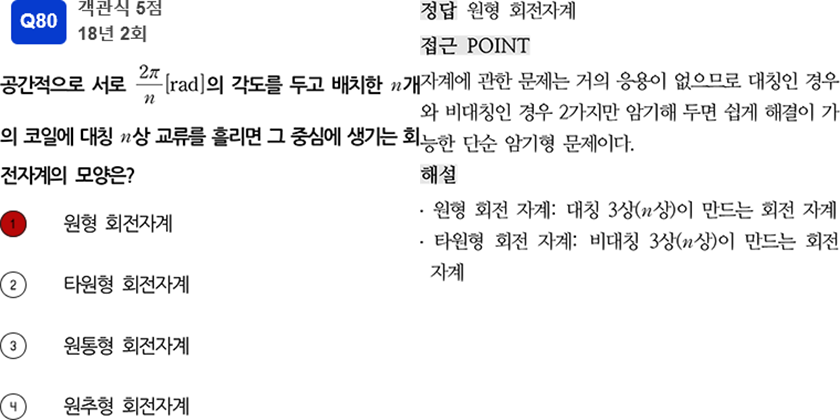 Q80
객관식 5점
18년 2회
공간적으로 서로 2π/n[rad]의 각도를 두고 배치한 n개
의 코일에 대칭 n상 교류를 흘리면 그 중심에 생기는 회
전자계의 모양은?
1 원형 회전자계
2 타원형 회전자계
3 원통형 회전자계
4 원추형 회전자계
정답 원형 회전자계
접근 POINT
자계에 관한 문제는 거의 응용이 없으므로 대칭인 경우
와 비대칭인 경우 2가지만 암기해 두면 쉽게 해결이 가
능한 단순 암기형 문제이다.
해설
· 원형 회전 자계: 대칭 3상(n상)이 만드는 회전 자계
· 타원형 회전 자계: 비대칭 3상(n상)이 만드는 회전
자계